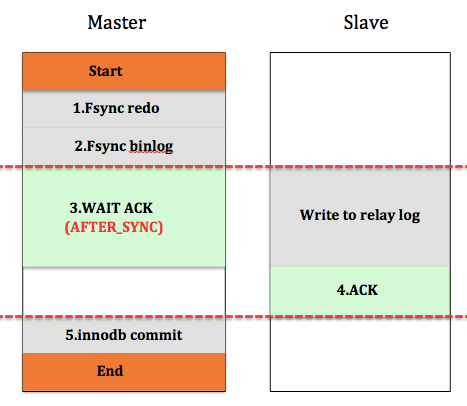 Master
Slave
Start
1.Fsync redo
2.Fsync binlog
3.WAIT ACK
(AFTER_SYNC)
Write to relay log
4.ACK
5.innodb commit
End